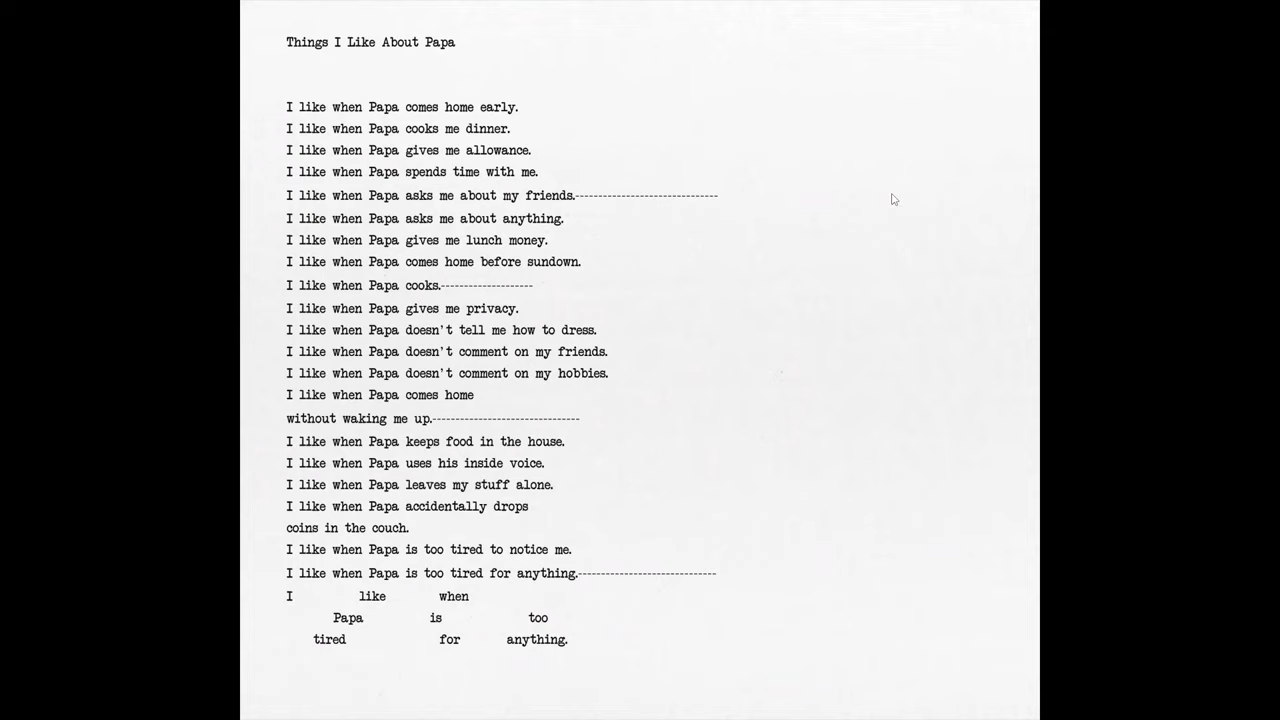 Things I Like About Papa
I like when Papa comes home early.
I like when Papa cooks me dinner.
I like when Papa gives me allowance.
I like when Papa spends time with me.
I like when Papa asks me about my friends.-------------------------------
I like when Papa asks me about anything.
I like when Papa gives me lunch money.
I like when Papa comes home before sundown.
I like when Papa cooks.--------------------
I like when Papa gives me privacy.
I like when Papa doesn't tell me how to dress.
I like when Papa doesn't comment on my friends.
I like when Papa doesn't comment on my hobbies.
I like when Papa comes home
without waking me up.--------------------------------
I like when Papa keeps food in the house.
I like when Papa uses his inside voice.
I like when Papa leaves my stuff alone.
I like when Papa accidentally drops
coins in the couch.
I like when Papa is too tired to notice me.
I like when Papa is too tired for anything.------------------------------
I like when
Papa is too
tired for anything.